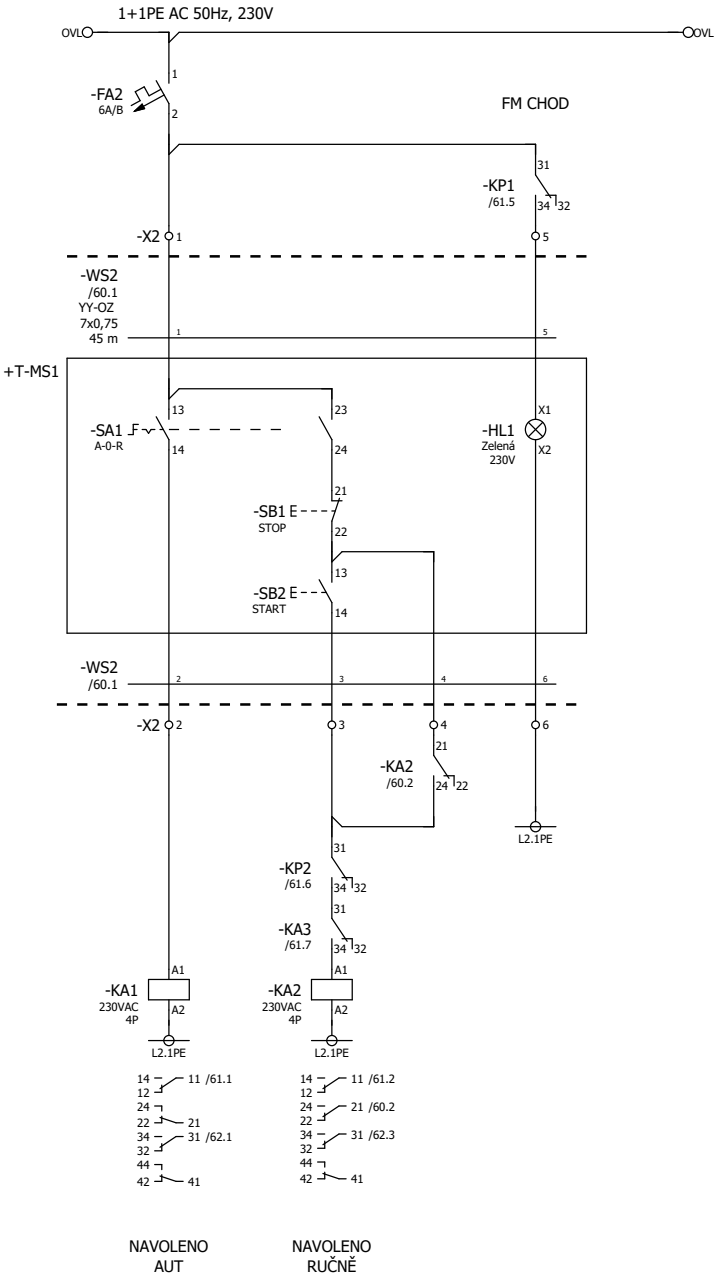 1+1PE AC 50Hz, 230V
OVL
OVL
1
-FA2
6A/B
2
FM CHOD
31
-KP1
/61.5
34 32
-X2 1
5
-WS2
/60.1
YY-OZ
7x0,75
45 m
1
5
+T-MS1
13
23
X1
-SA1
A-0-R
14
24
-HL1
Zelená
230V
X2
21
-SB1 E
STOP
22
13
-SB2 E
START
14
-WS2
/60.1
2
3
4
6
-X2 2
3
4
6
21
-KA2
/60.2
24 22
L2.1PE
31
-KP2
/61.6
34 32
31
-KA3
/61.7
34 32
A1
A1
-KA1
230VAC
4P
A2
-KA2
230VAC
4P
A2
L2.1PE
L2.1PE
14 11 /61.1
12
24
22 21
34 31 /62.1
32
44
42 41
14 11 /61.2
12
24 21 /60.2
22
34 31 /62.3
32
44
42 41
NAVOLENO
AUT
NAVOLENO
RUČNĚ